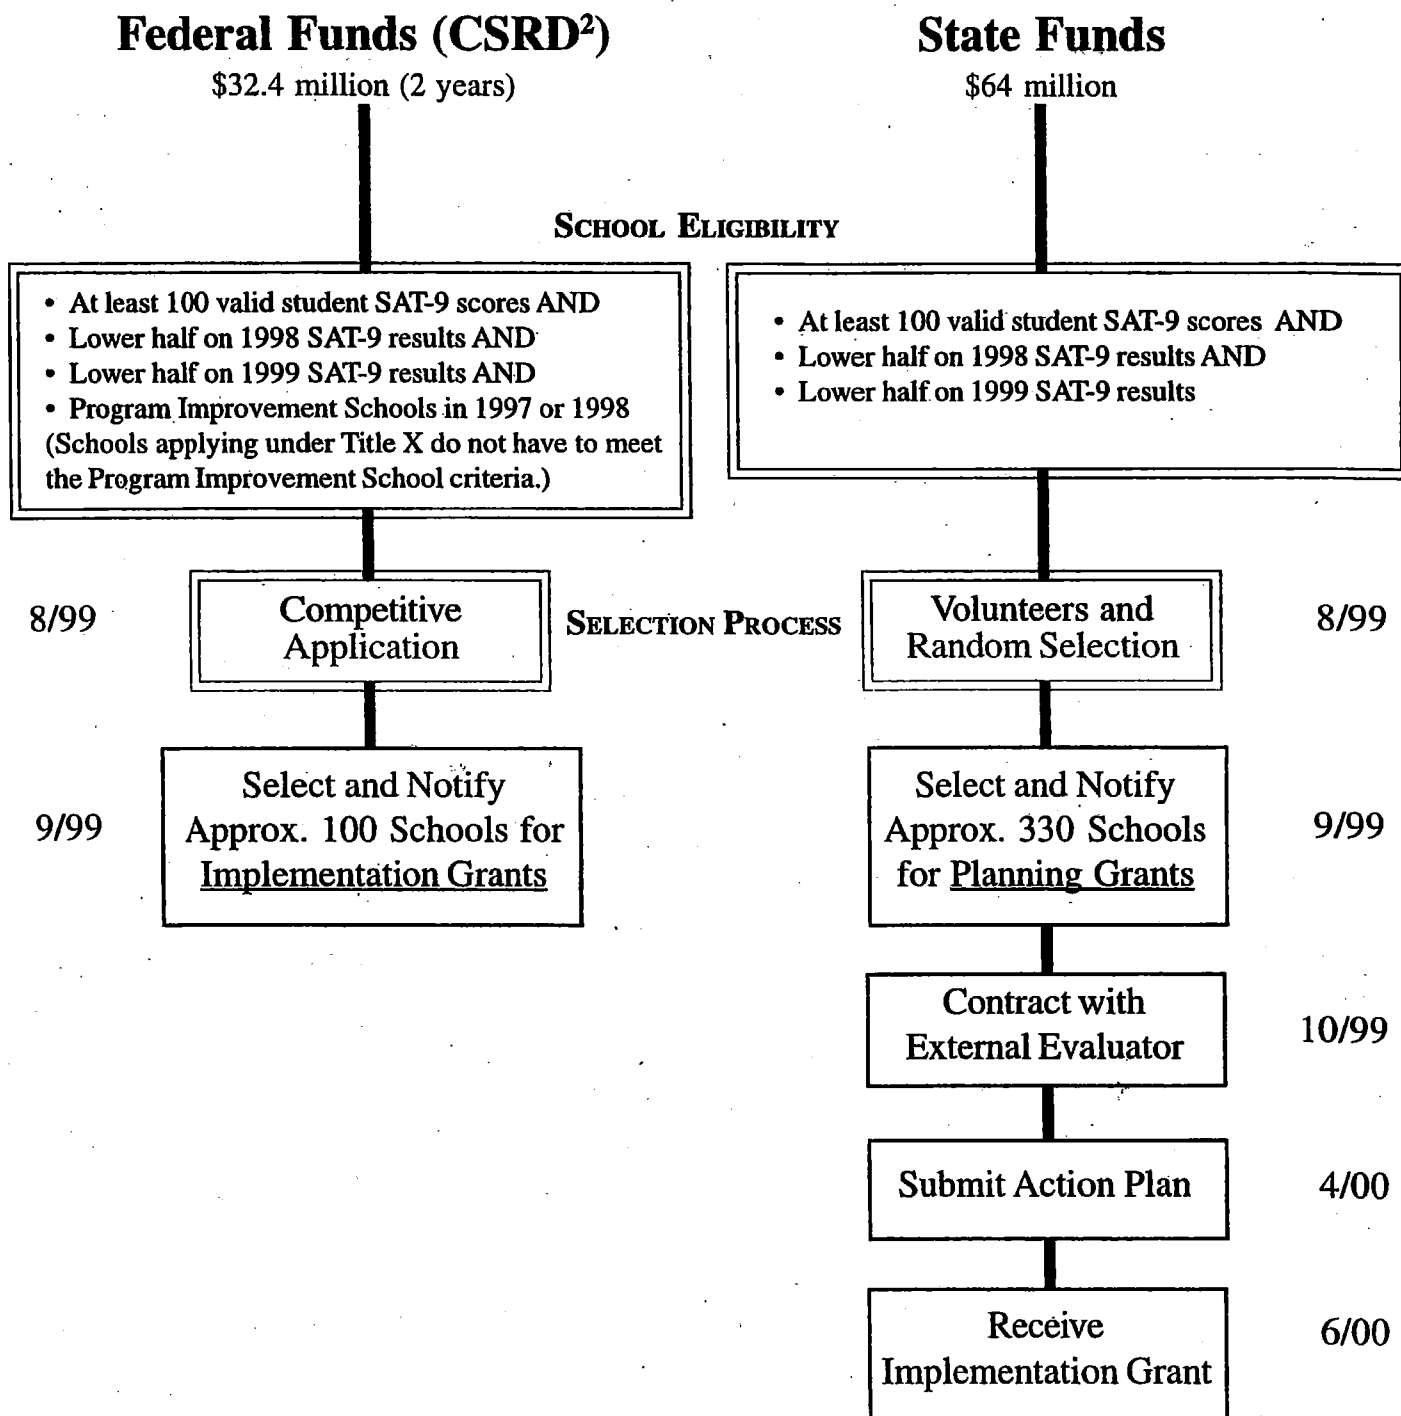 Federal Funds (CSRD²)
$32.4 million (2 years)
State Funds
$64 million
SCHOOL ELIGIBILITY
• At least 100 valid student SAT-9 scores AND
• Lower half on 1998 SAT-9 results AND
• Lower half on 1999 SAT-9 results AND
• Program Improvement Schools in 1997 or 1998
(Schools applying under Title X do not have to meet
the Program Improvement School criteria.)
• At least 100 valid student SAT-9 scores AND
• Lower half on 1998 SAT-9 results AND
• Lower half on 1999 SAT-9 results
8/99
Competitive
Application
SELECTION PROCESS
Volunteers and
Random Selection
8/99
9/99
Select and Notify
Approx. 100 Schools for
Implementation Grants
Select and Notify
Approx. 330 Schools
for Planning Grants
9/99
Contract with
External Evaluator
10/99
Submit Action Plan
4/00
Receive
Implementation Grant
6/00